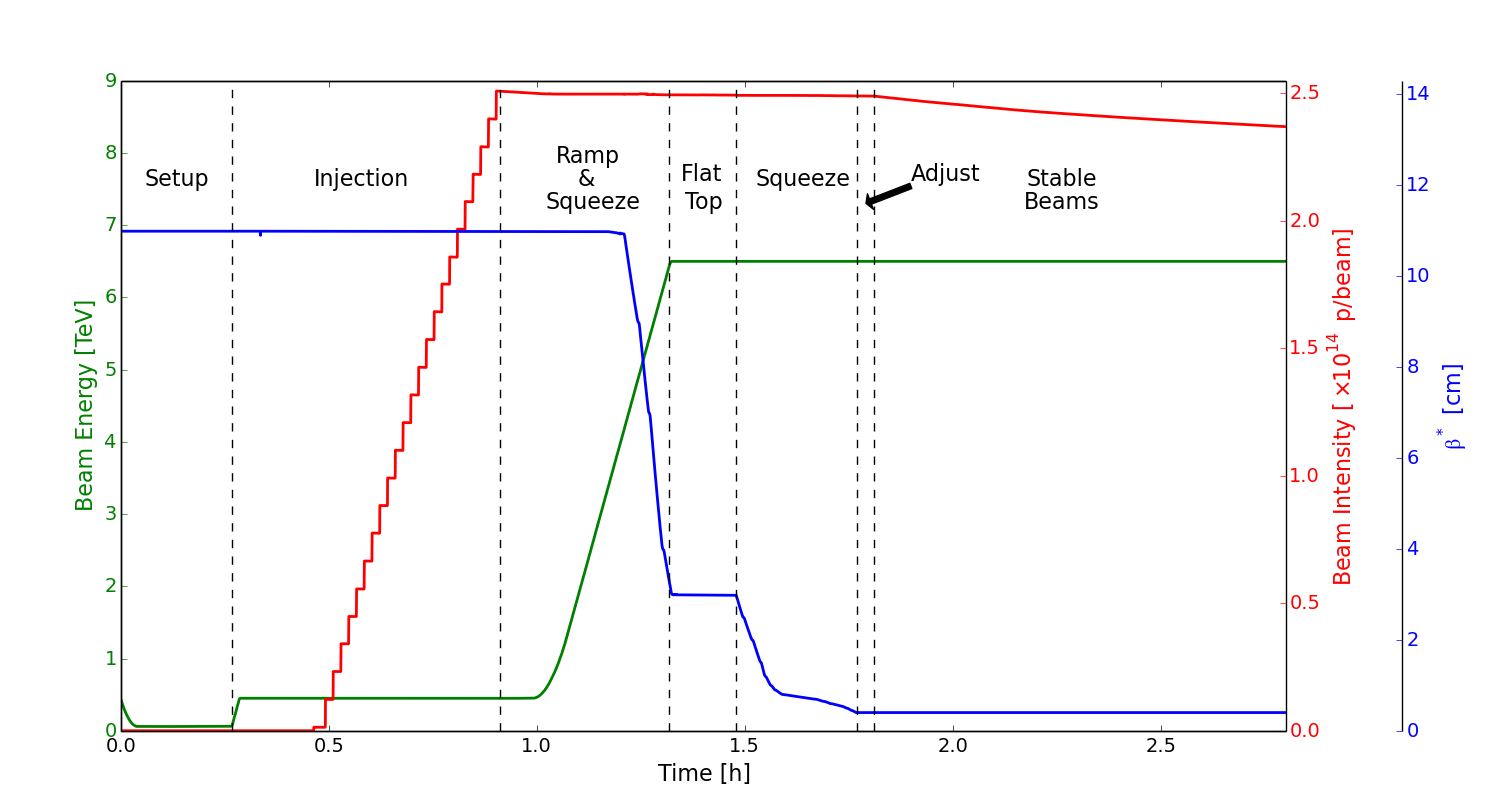 9
8
7
6
5
4
3
2
1
0
Beam Energy [TeV]
Setup
Injection
Ramp
&
Squeeze
Flat
Top
Squeeze
Adjust
Stable
Beams
0.0
0.5
1.0
1.5
2.0
2.5
Time [h]
2.5
2.0
1.5
1.0
0.5
0.0
Beam Intensity [ ×10^14 p/beam]
14
12
10
8
6
4
2
0
β* [cm]